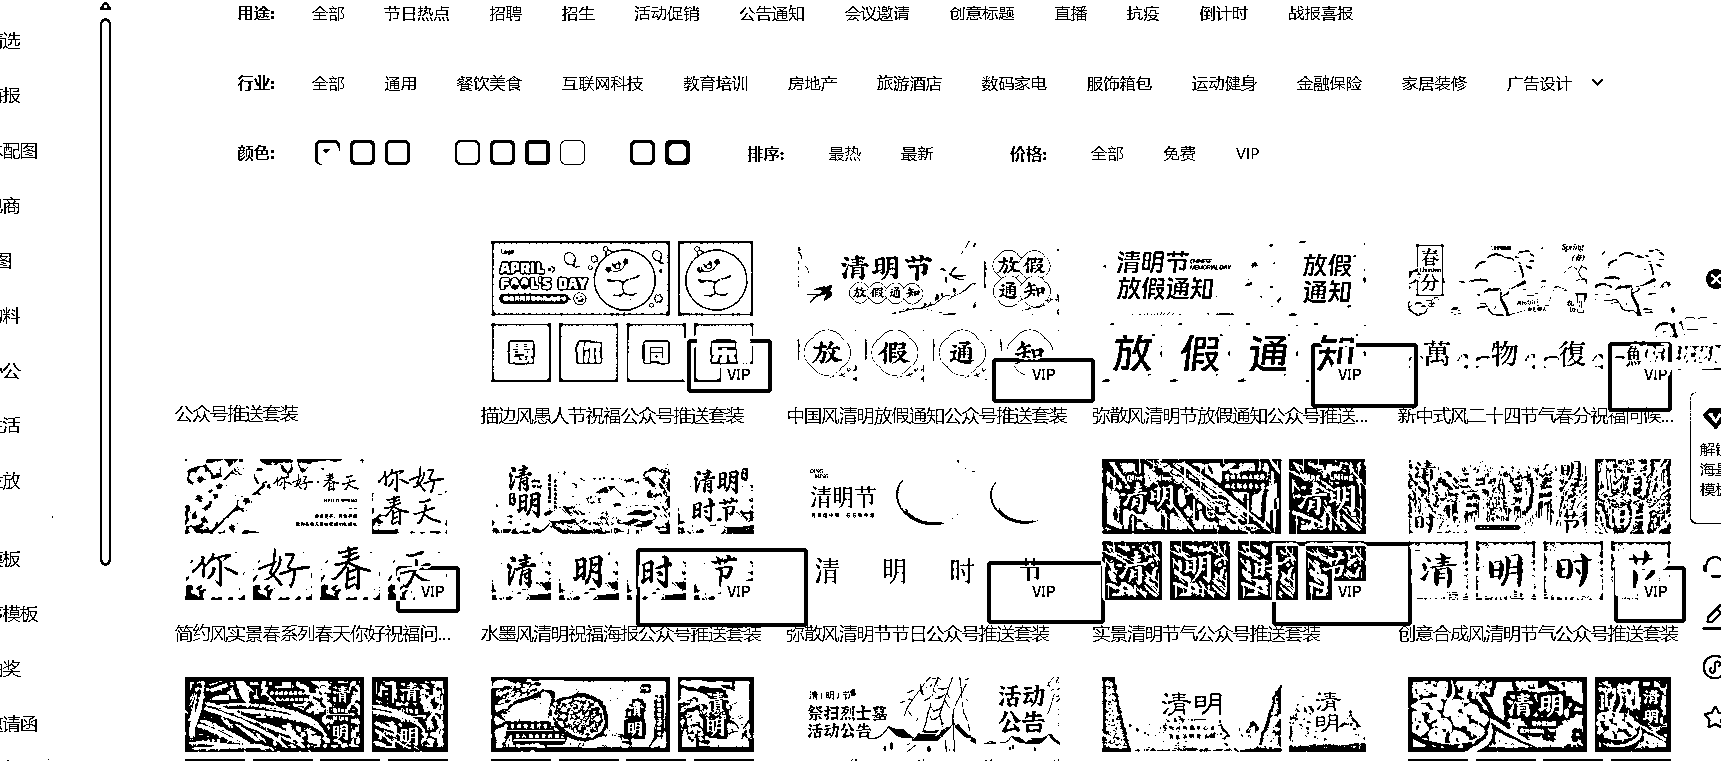 用途: 全部 节日热点 招聘 招生 活动促销 公告通知 会议邀请 创意标题 直播 抗疫 倒计时 战报喜报
行业: 全部 通用 餐饮美食 互联网科技 教育培训 房地产 旅游酒店 数码家电 服饰箱包 运动健身 金融保险 家居装修 广告设计
颜色: 排序: 最热 最新 价格: 全部 免费 VIP
选
报
配图
商
图
料
公
活
放
模板
模板
奖
请函
APRIL FOOL'S DAY
愚 你 同 乐 VIP
清明节
放假通知
放假
通知
放 假 通 知 VIP
清明节 CHINESE MEMORIAL DAY
放假通知
放假
通知
放 假 通 知 VIP
春分
Spring
萬 物 復 VIP
公众号推送套装
描边风愚人节祝福公众号推送套装
中国风清明放假通知公众号推送套装
弥散风清明节放假通知公众号推送...
新中式风二十四节气春分祝福问候...
你好·春天
你好
春天
你 好 春 天 VIP
清明
清明
时节
清 明 时 节 VIP
清明节
清 明 时 节 VIP
清明
清明
清 明 时 节 VIP
清明时节
清 明 时 节 VIP
简约风实景春系列春天你好祝福问...
水墨风清明祝福海报公众号推送套装
弥散风清明节节日公众号推送套装
实景清明节气公众号推送套装
创意合成风清明节气公众号推送套装
清明
清明
清明
清明
清明节
祭扫烈士墓
活动公告
活动
公告
清明
清明
清明
清明
解锁
海量
模板